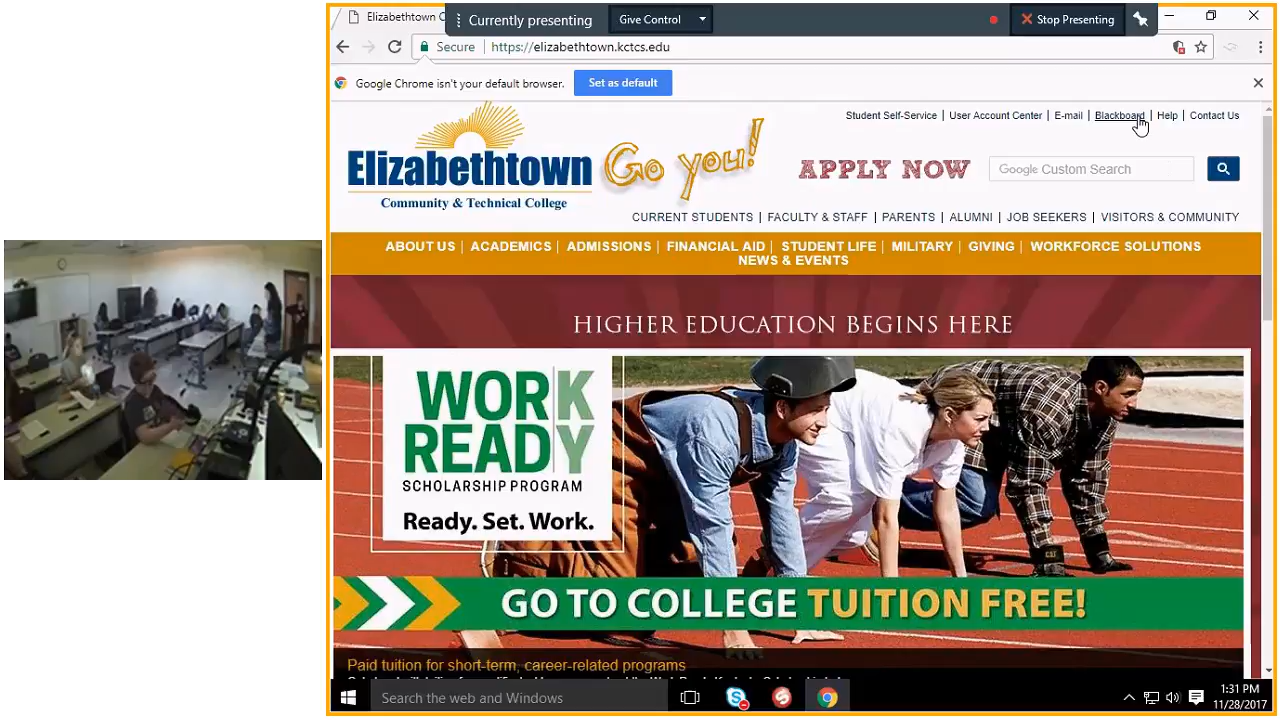 Elizabethtown C
Currently presenting
Give Control
Stop Presenting
Secure
https://elizabethtown.kctcs.edu
Google Chrome isn't your default browser.
Set as default
Student Self-Service | User Account Center | E-mail | Blackboard | Help | Contact Us
Elizabethtown
Community & Technical College
Go you!
APPLY NOW
Google Custom Search
CURRENT STUDENTS | FACULTY & STAFF | PARENTS | ALUMNI | JOB SEEKERS | VISITORS & COMMUNITY
ABOUT US | ACADEMICS | ADMISSIONS | FINANCIAL AID | STUDENT LIFE | MILITARY | GIVING | WORKFORCE SOLUTIONS
NEWS & EVENTS
HIGHER EDUCATION BEGINS HERE
WORK
READY
SCHOLARSHIP PROGRAM
Ready. Set. Work.
CAT
GO TO COLLEGE TUITION FREE!
Paid tuition for short-term, career-related programs
Search the web and Windows
1:31 PM
11/28/2017